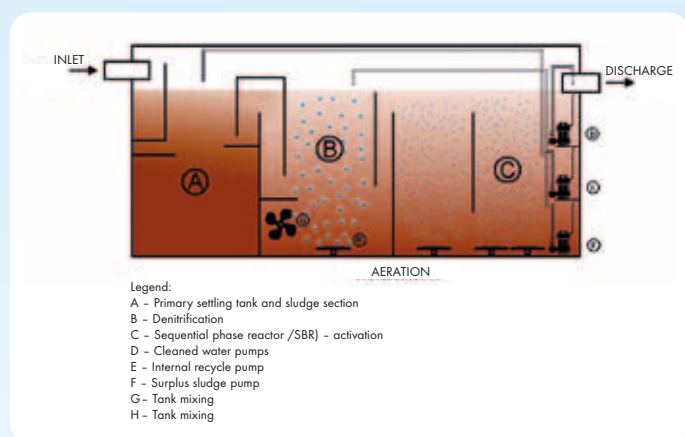 INLET
DISCHARGE
A
B
C
AERATION
Legend:
A – Primary settling tank and sludge section
B – Denitrification
C – Sequential phase reactor /SBR) – activation
D – Cleaned water pumps
E – Internal recycle pump
F – Surplus sludge pump
G – Tank mixing
H – Tank mixing